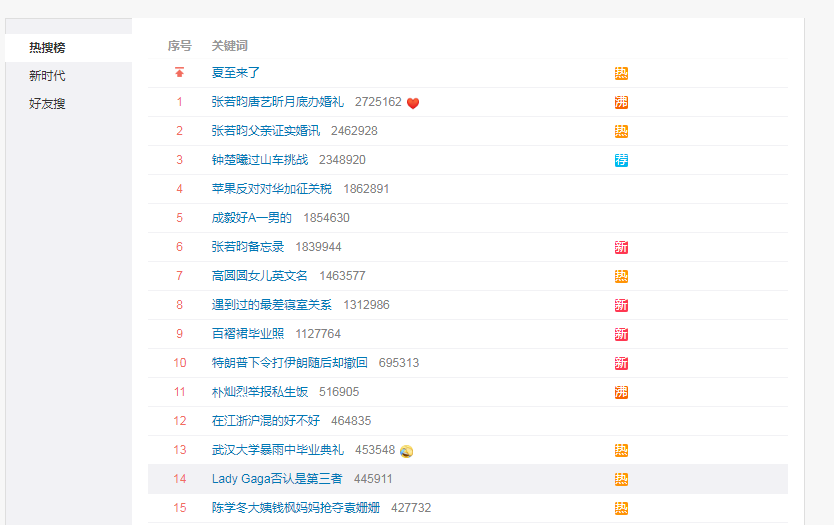 热搜榜
新时代
好友搜
序号 关键词
夏至来了 热
1 张若昀唐艺昕月底办婚礼 2725162 沸
2 张若昀父亲证实婚讯 2462928 热
3 钟楚曦过山车挑战 2348920 荐
4 苹果反对对华加征关税 1862891
5 成毅好A一男的 1854630
6 张若昀备忘录 1839944 新
7 高圆圆女儿英文名 1463577 热
8 遇到过的最差寝室关系 1312986 新
9 百褶裙毕业照 1127764 新
10 特朗普下令打伊朗随后却撤回 695313 新
11 朴灿烈举报私生饭 516905 沸
12 在江浙沪混的好不好 464835
13 武汉大学暴雨中毕业典礼 453548 热
14 Lady Gaga否认是第三者 445911 热
15 陈学冬大姨钱枫妈妈抢夺袁姗姗 427732 热